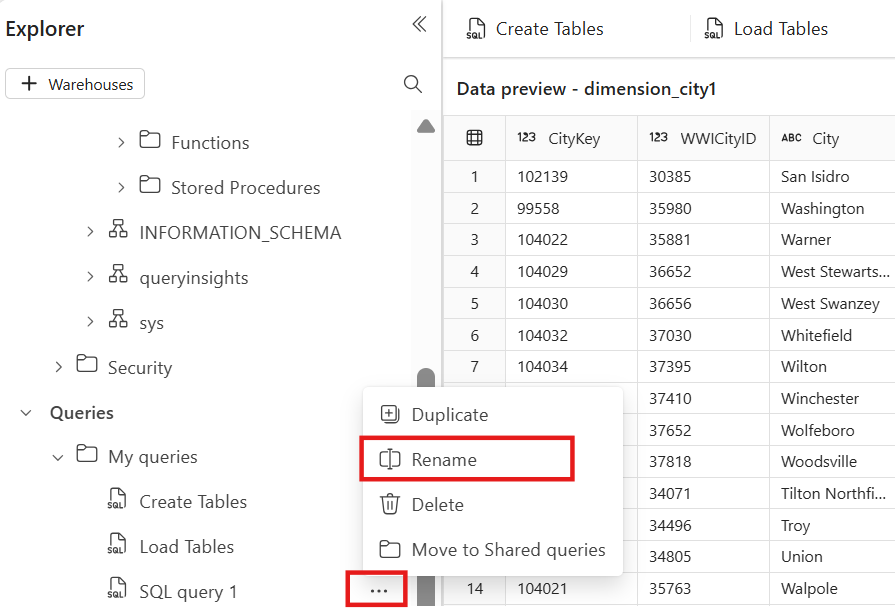 Explorer
Warehouses
Functions
Stored Procedures
INFORMATION_SCHEMA
queryinsights
sys
Security
Queries
My queries
SQL Create Tables
SQL Load Tables
SQL SQL query 1
...
Duplicate
Rename
Delete
Move to Shared queries
SQL Create Tables
SQL Load Tables
Data preview - dimension_city1
123 CityKey 123 WWICityID ABC City
1 102139 30385 San Isidro
2 99558 35980 Washington
3 104022 35881 Warner
4 104029 36652 West Stewarts...
5 104030 36656 West Swanzey
6 104032 37030 Whitefield
7 104034 37395 Wilton
37410 Winchester
37652 Wolfeboro
37818 Woodsville
34071 Tilton Northfi...
34496 Troy
34805 Union
14 104021 35763 Walpole